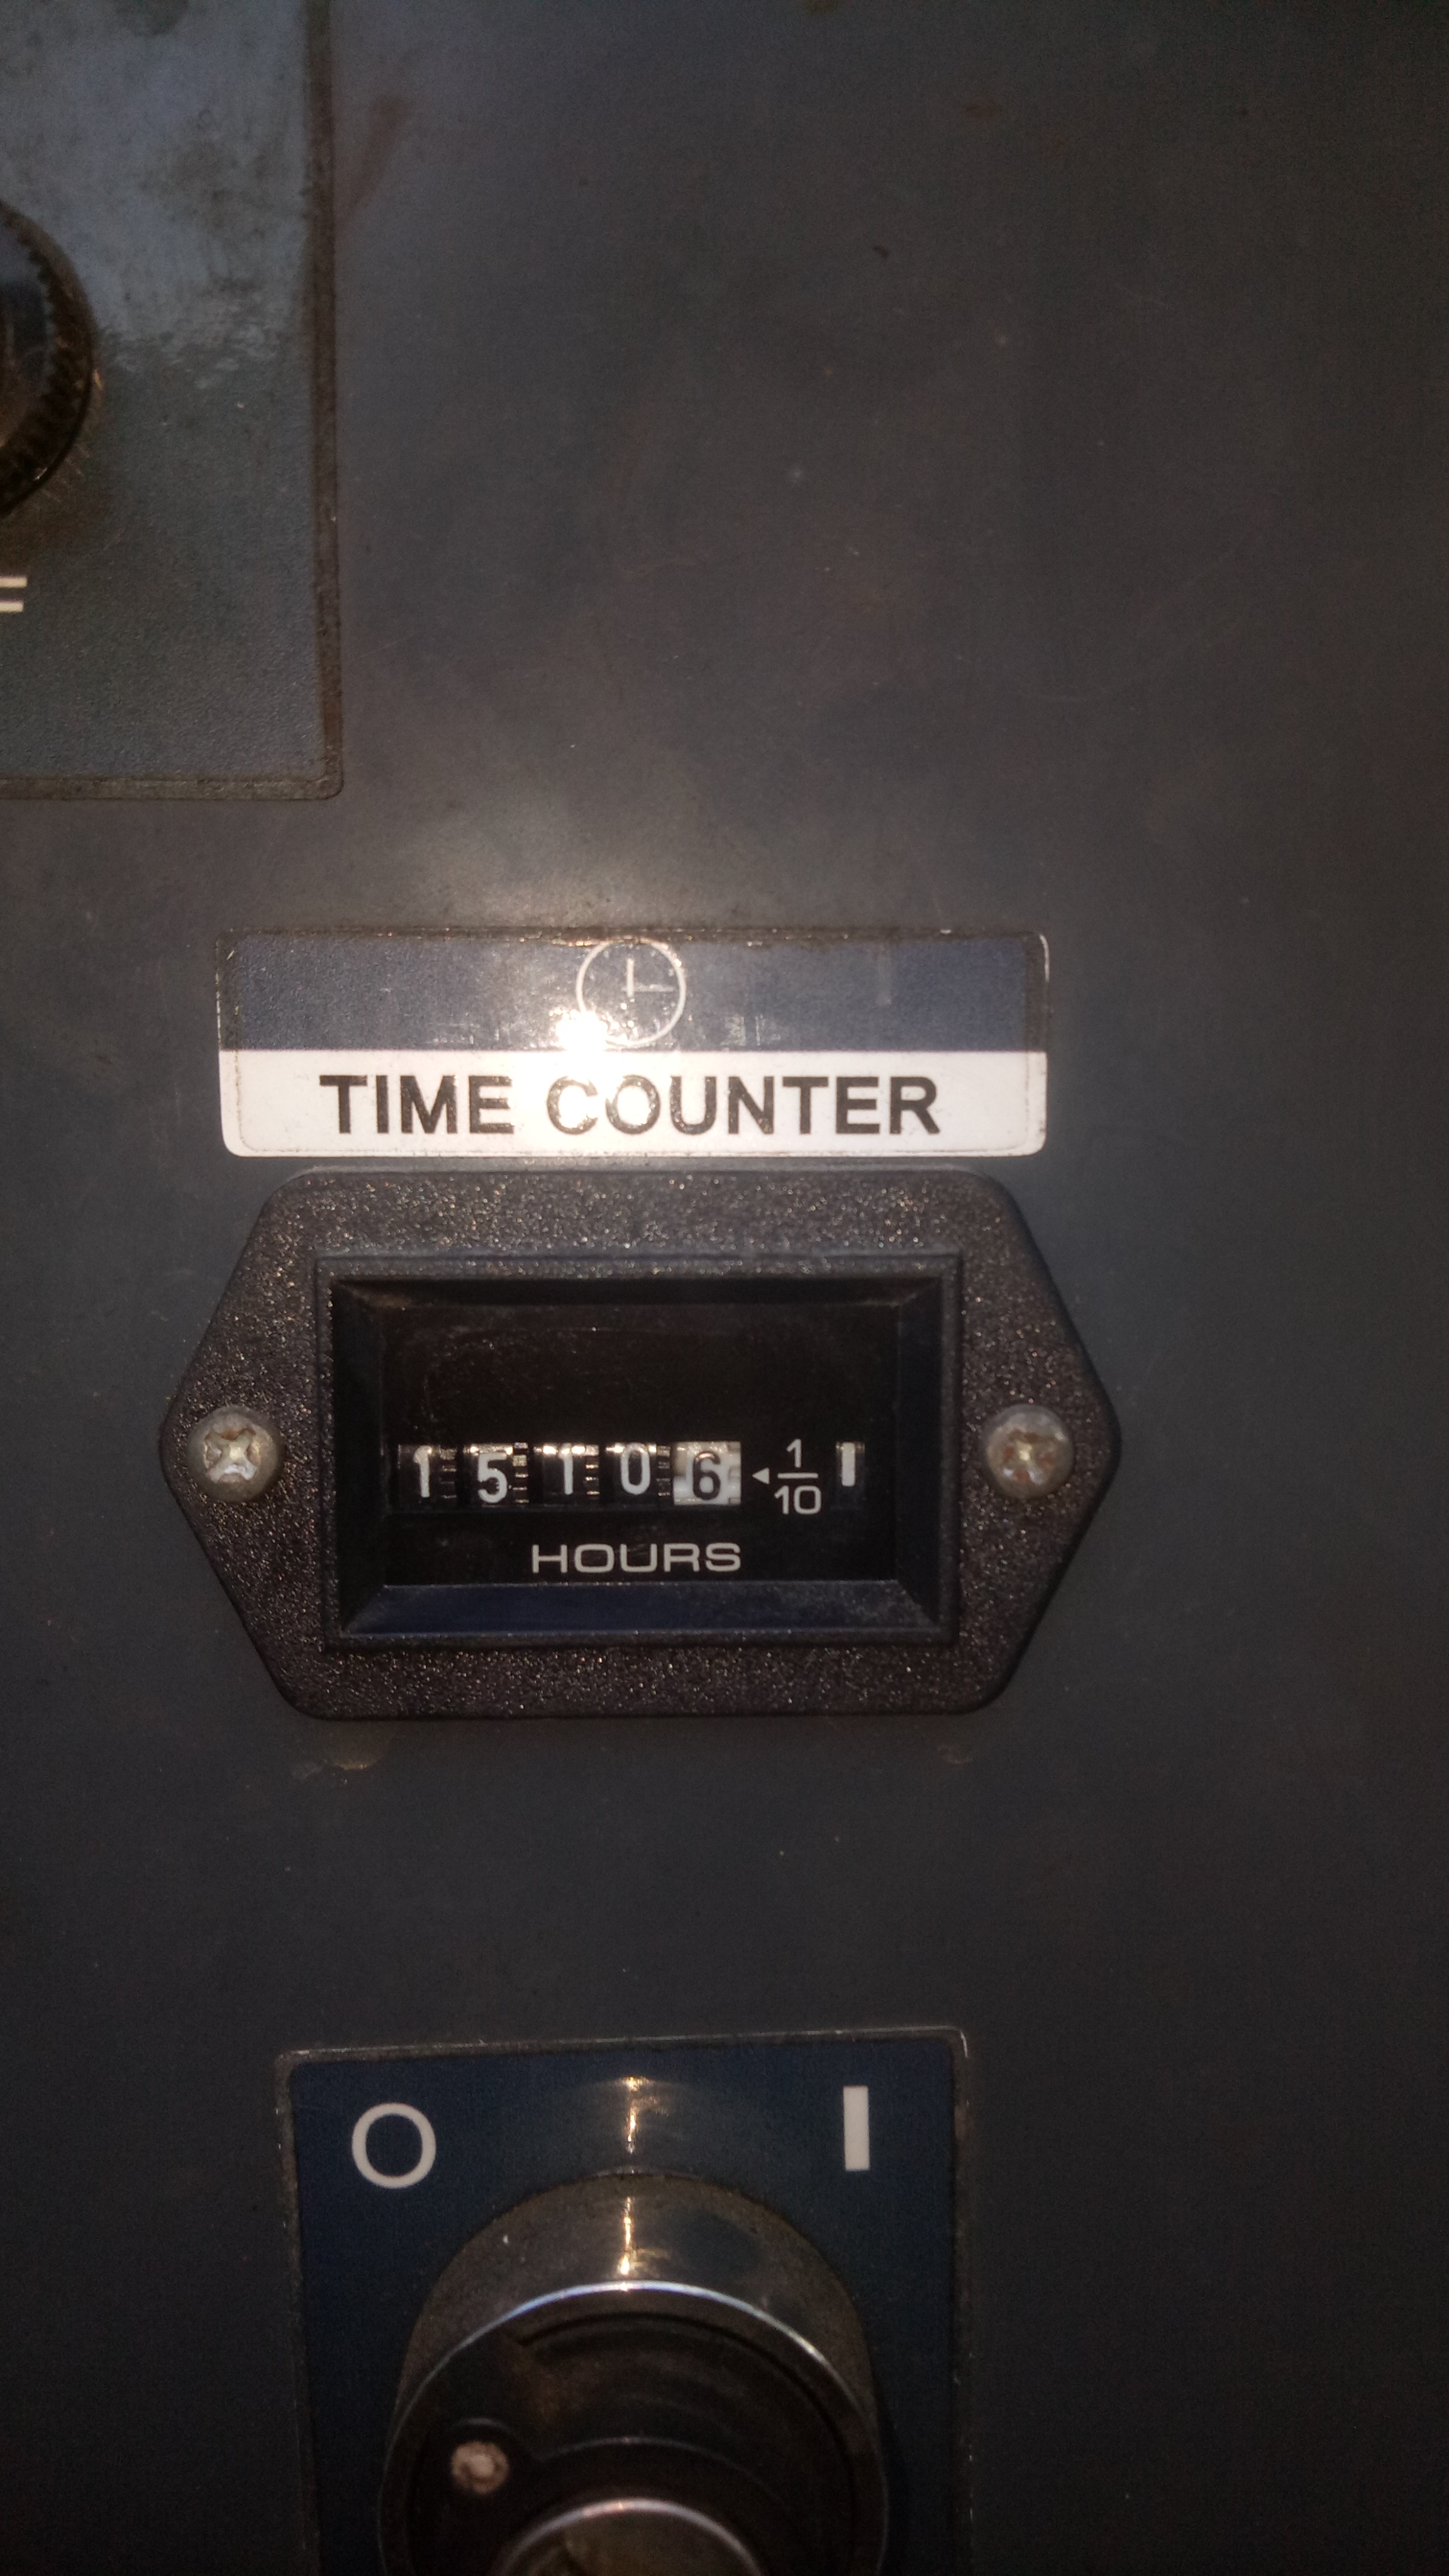 TIME COUNTER
15106 ◄ 1/10
HOURS
O I